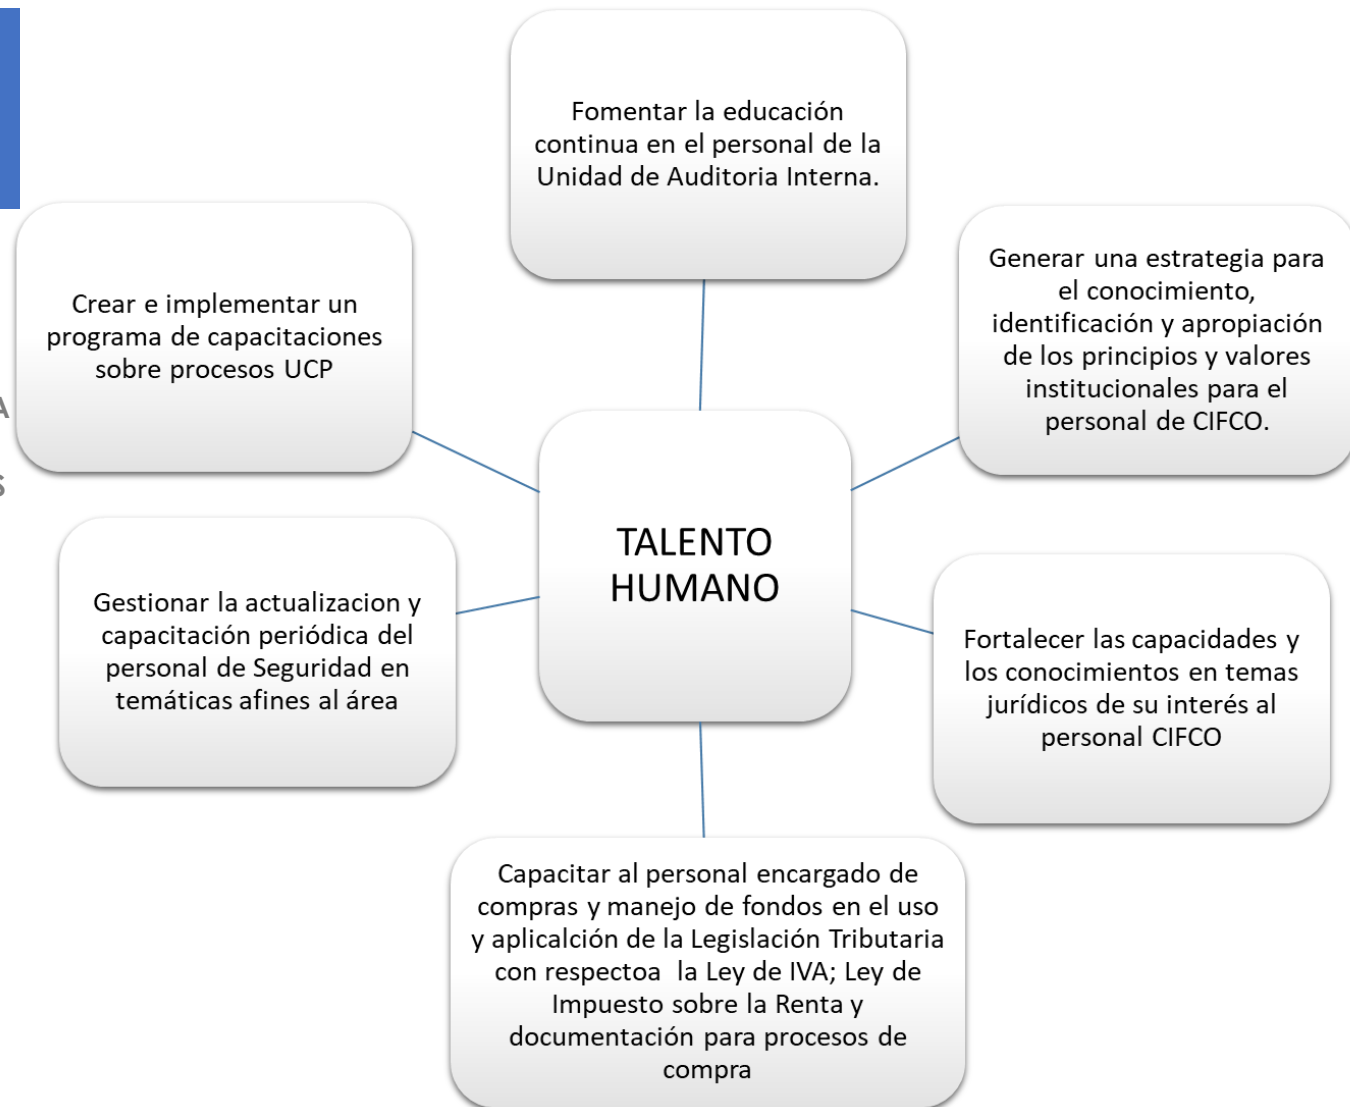 Fomentar la educación
continua en el personal de la
Unidad de Auditoria Interna.
Generar una estrategia para
el conocimiento,
identificación y apropiación
de los principios y valores
institucionales para el
personal de CIFCO.
Fortalecer las capacidades y
los conocimientos en temas
jurídicos de su interés al
personal CIFCO
Capacitar al personal encargado de
compras y manejo de fondos en el uso
y aplicalción de la Legislación Tributaria
con respectoa  la Ley de IVA; Ley de
Impuesto sobre la Renta y
documentación para procesos de
compra
Gestionar la actualizacion y
capacitación periódica del
personal de Seguridad en
temáticas afines al área
Crear e implementar un
programa de capacitaciones
sobre procesos UCP
TALENTO
HUMANO
A
S